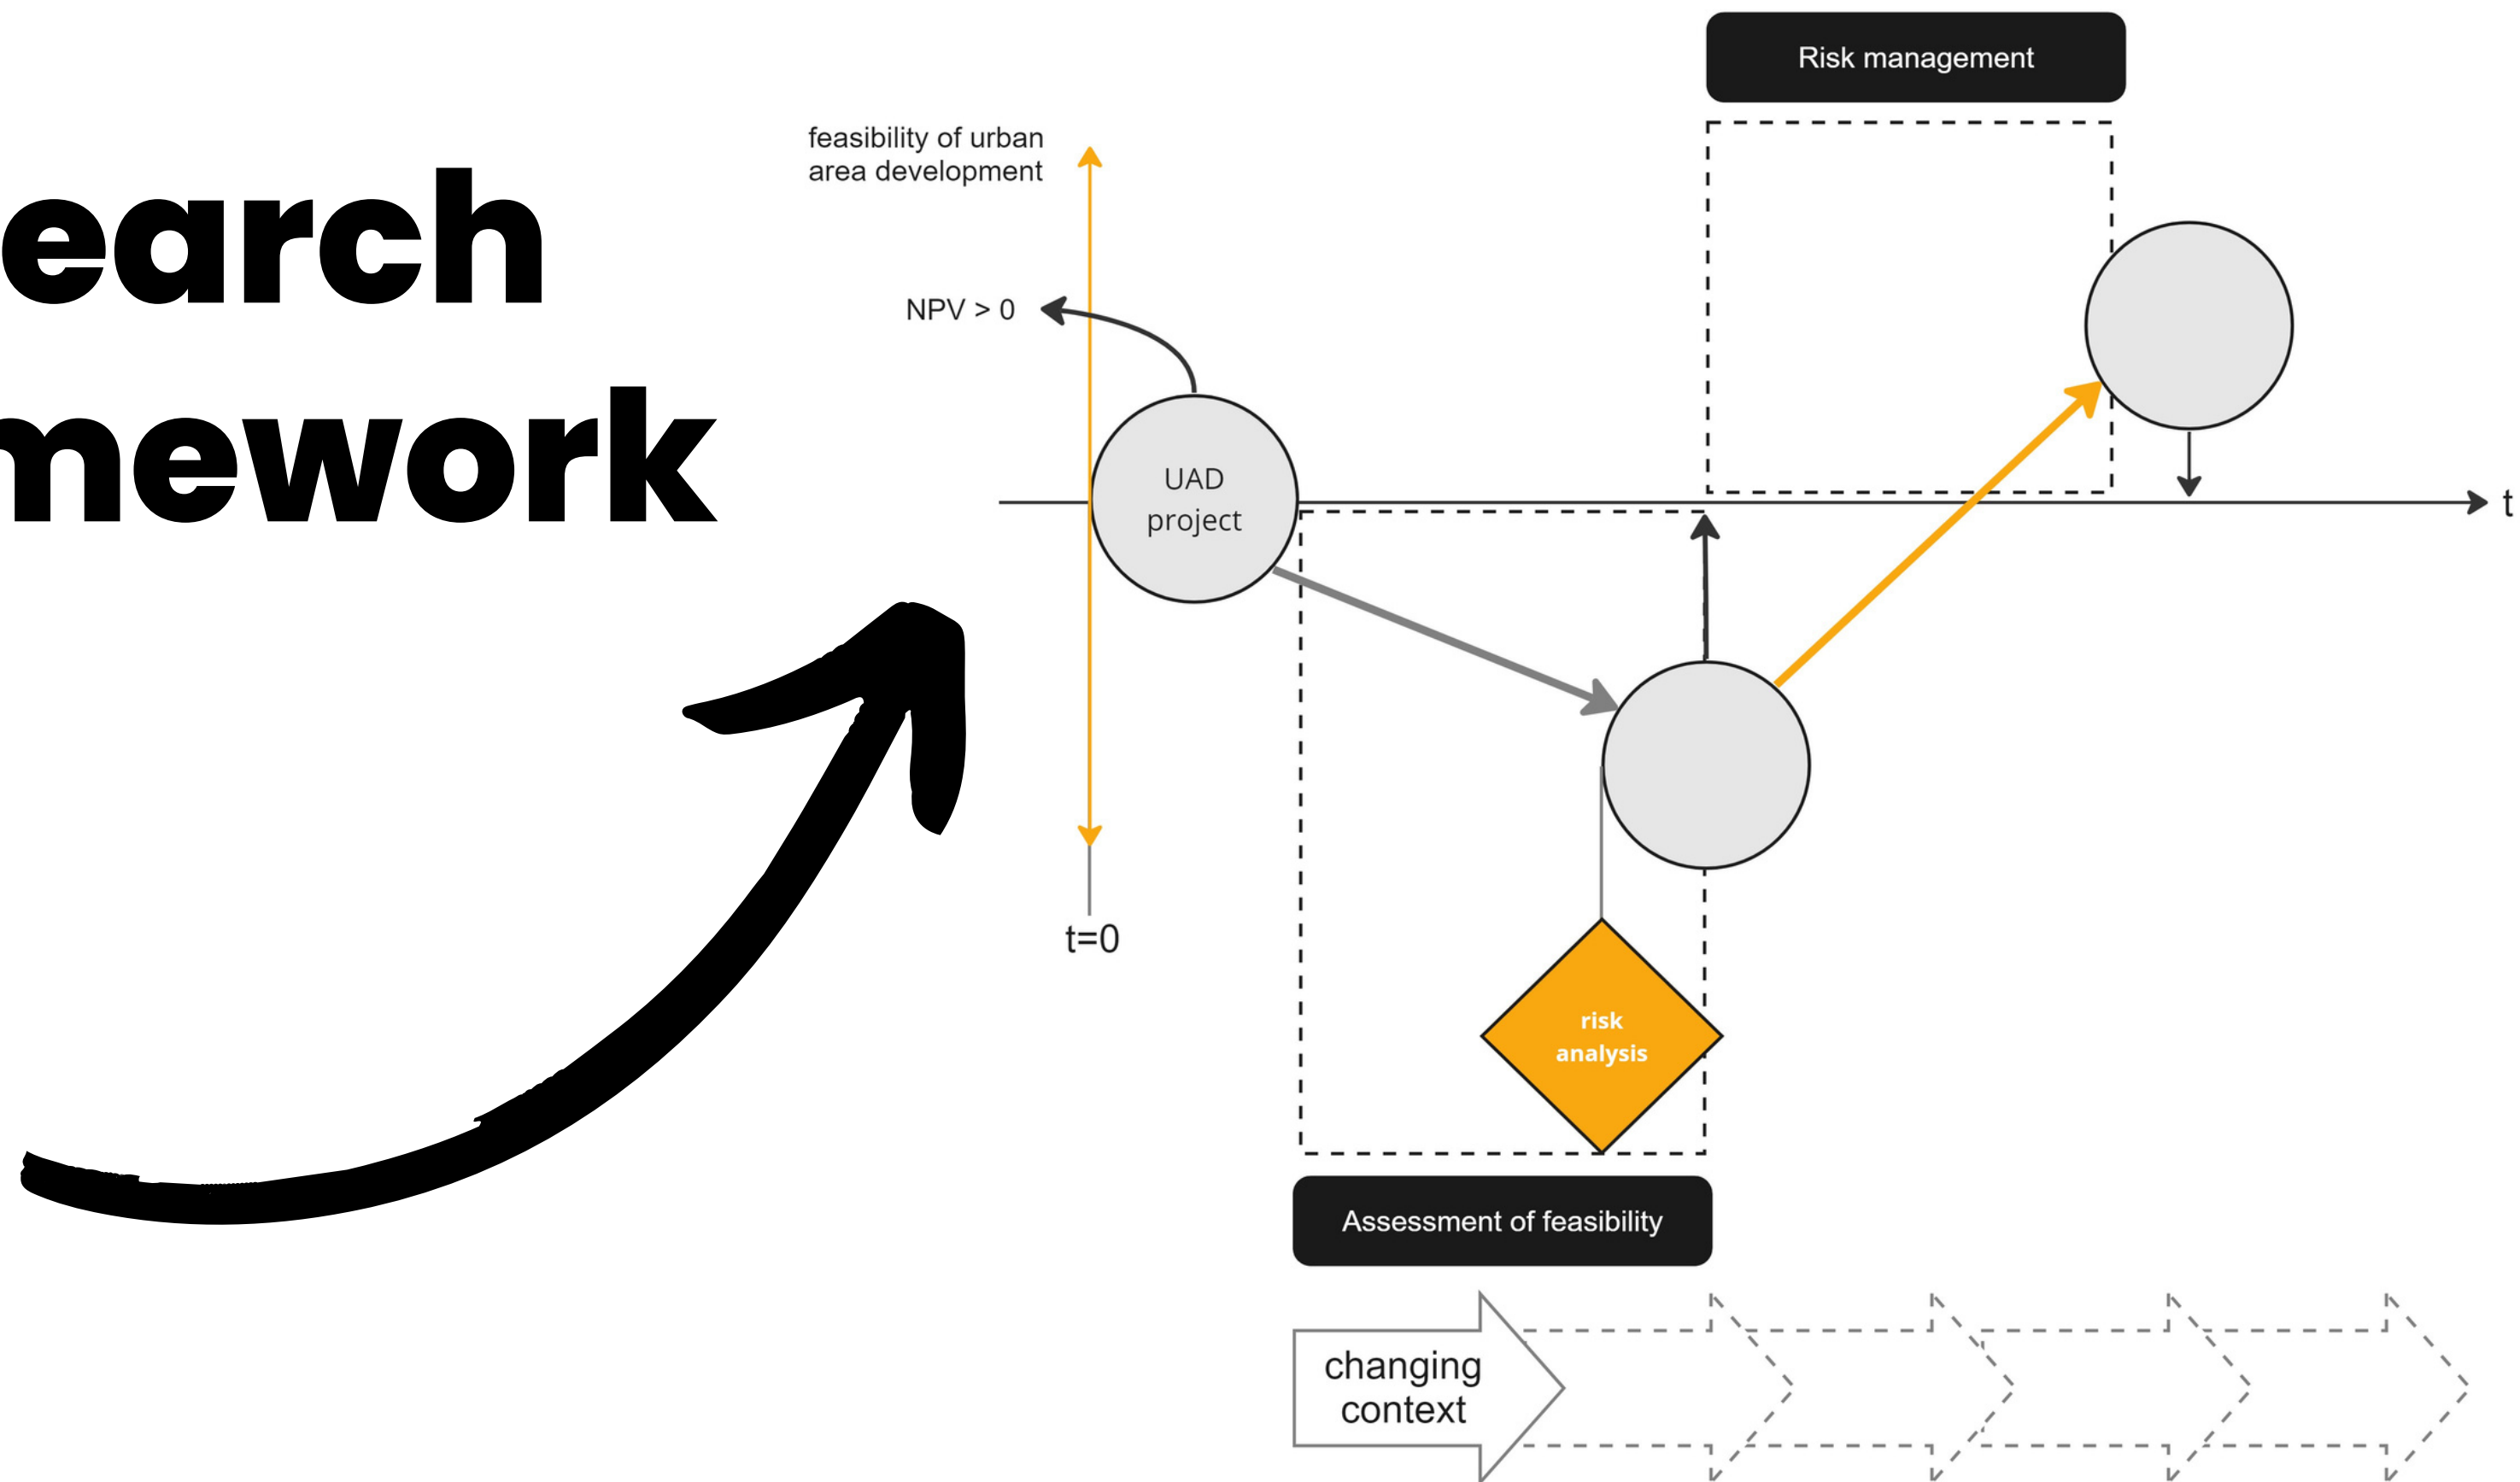 earch
mework
Risk management
feasibility of urban
area development
NPV > 0
UAD
project
t
t=0
risk
analysis
Assessment of feasibility
changing
context